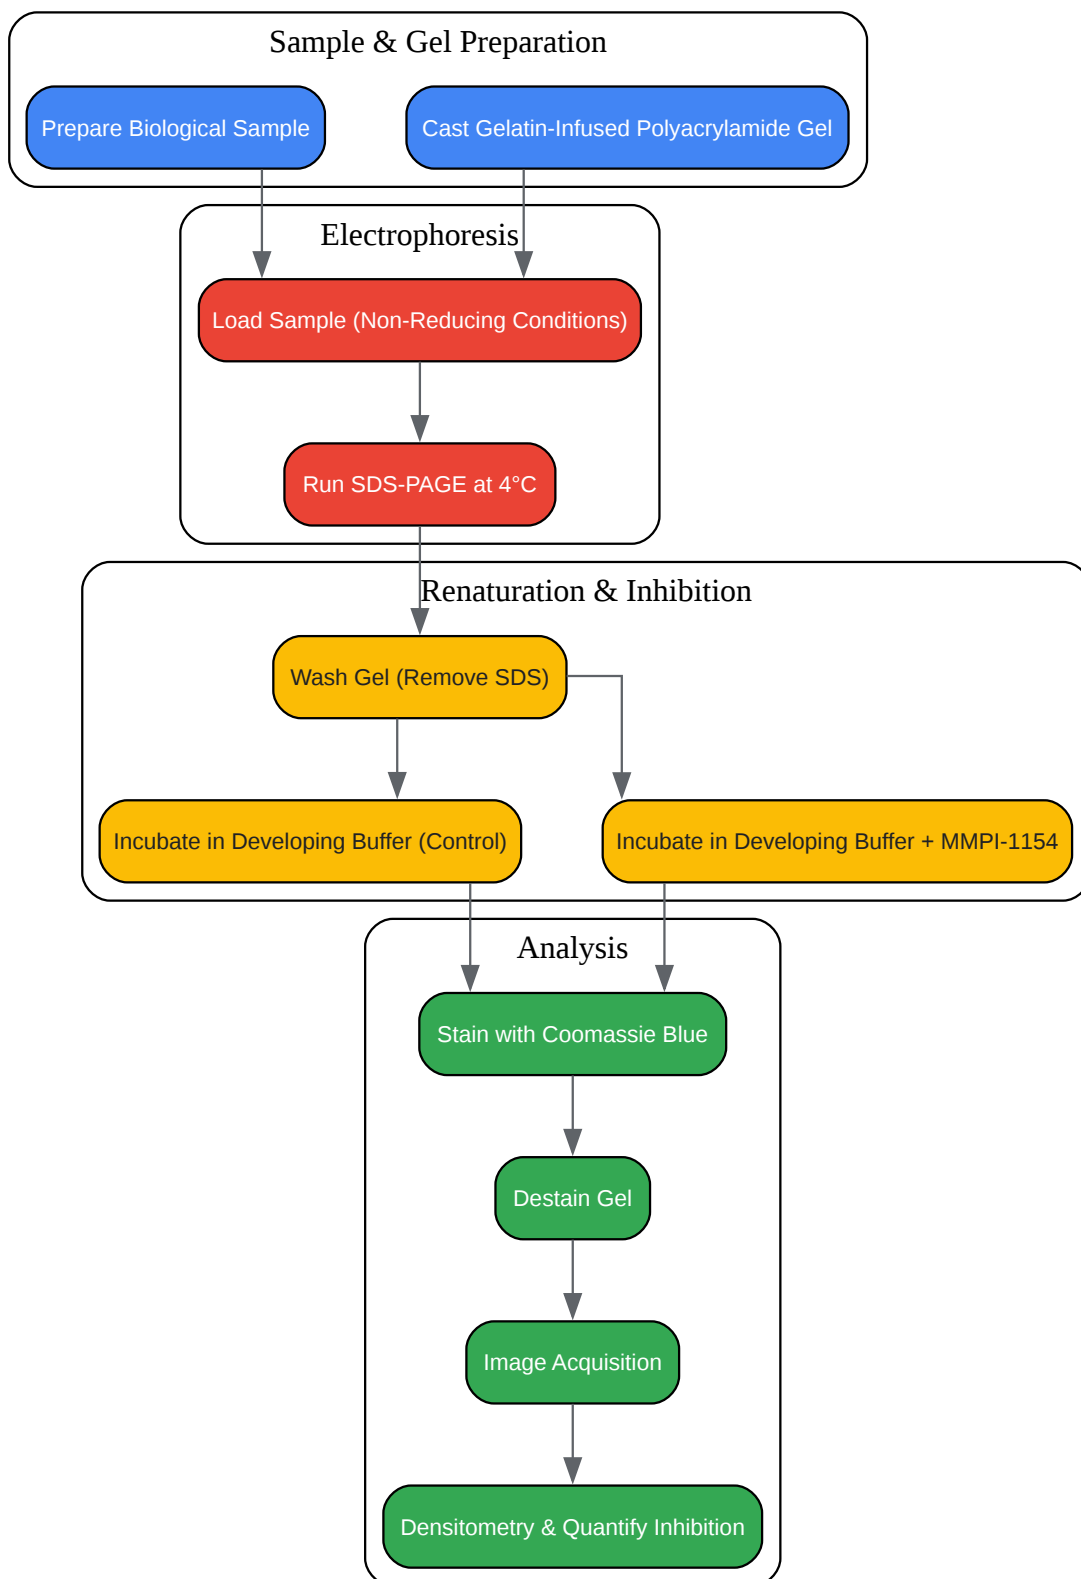 Sample & Gel Preparation
Prepare Biological Sample
Cast Gelatin-Infused Polyacrylamide Gel
Electrophoresis
Load Sample (Non-Reducing Conditions)
Run SDS-PAGE at 4°C
Renaturation & Inhibition
Wash Gel (Remove SDS)
Incubate in Developing Buffer (Control)
Incubate in Developing Buffer + MMPI-1154
Analysis
Stain with Coomassie Blue
Destain Gel
Image Acquisition
Densitometry & Quantify Inhibition